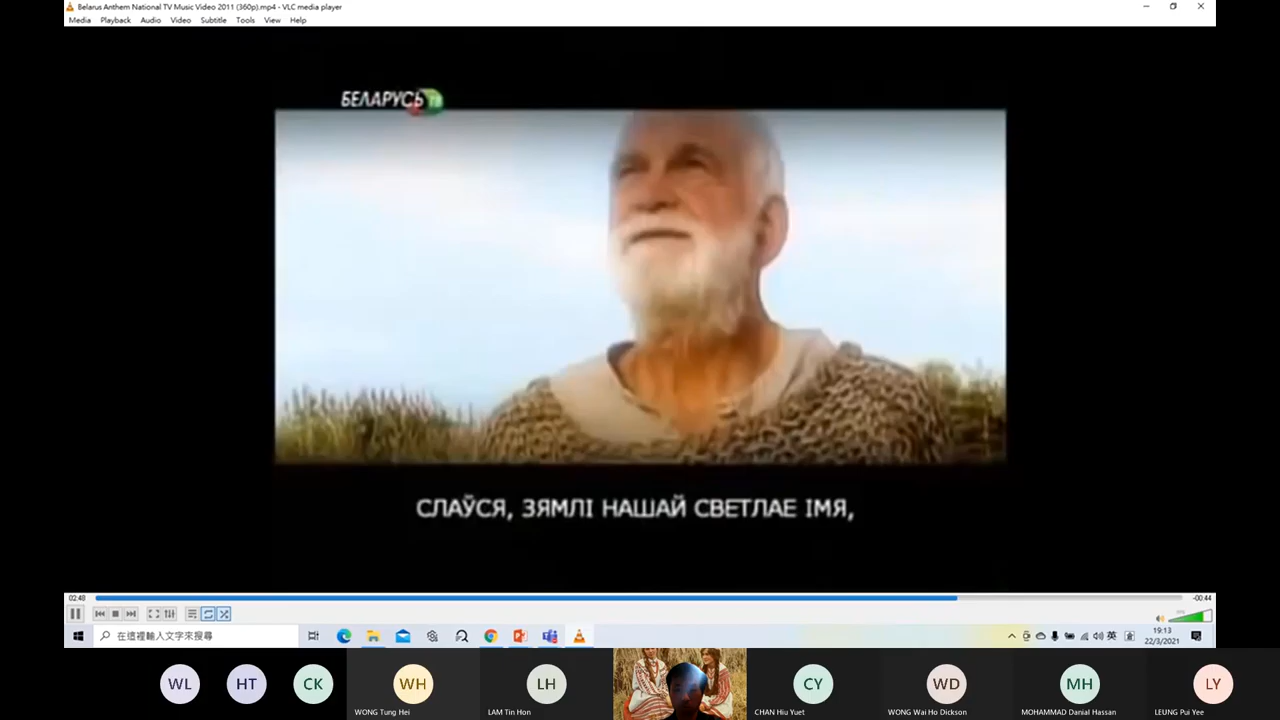 Belarus Anthem National TV Music Video 2011 (360p).mp4 - VLC media player
Media Playback Audio Video Subtitle Tools View Help
БЕЛАРУСЬ ТВ
СЛАЎСЯ, ЗЯМЛІ НАШАЙ СВЕТЛАЕ ІМЯ,
02:48
-00:44
在這裡輸入文字來搜尋
英
19:13
22/3/2021
WL
HT
CK
WH
LH
CY
WD
MH
LY
WONG Tung Hei
LAM Tin Hon
CHAN Hiu Yuet
WONG Wai Ho Dickson
MOHAMMAD Danial Hassan
LEUNG Pui Yee